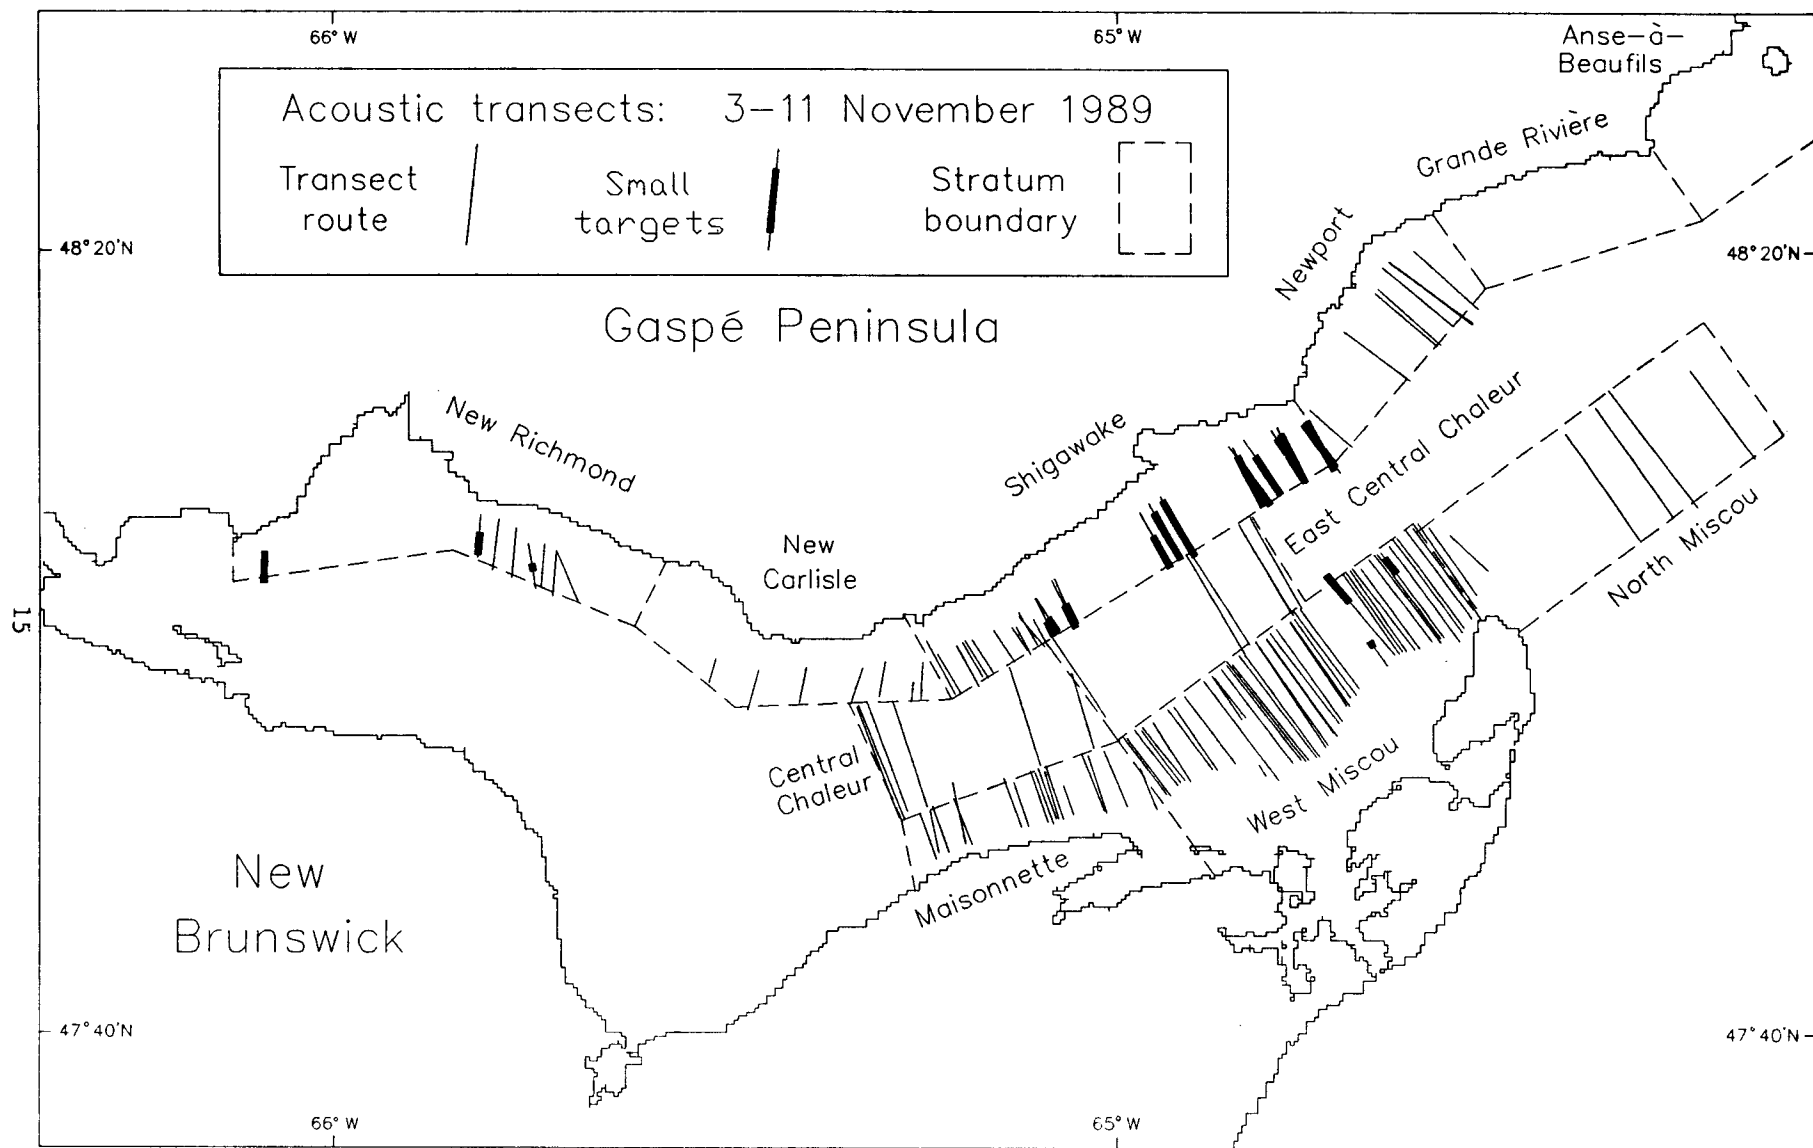 66°W
65°W
Anse-à-
Beaufils
Acoustic transects: 3-11 November 1989
Transect
route
Small
targets
Stratum
boundary
Grande Rivière
Newport
48°20'N
48°20'N
Gaspé Peninsula
New Richmond
Shigawake
East Central Chaleur
New
Carlisle
North Miscou
15
Central
Chaleur
West Miscou
Maisonnette
New
Brunswick
47°40'N
47°40'N
66°W
65°W